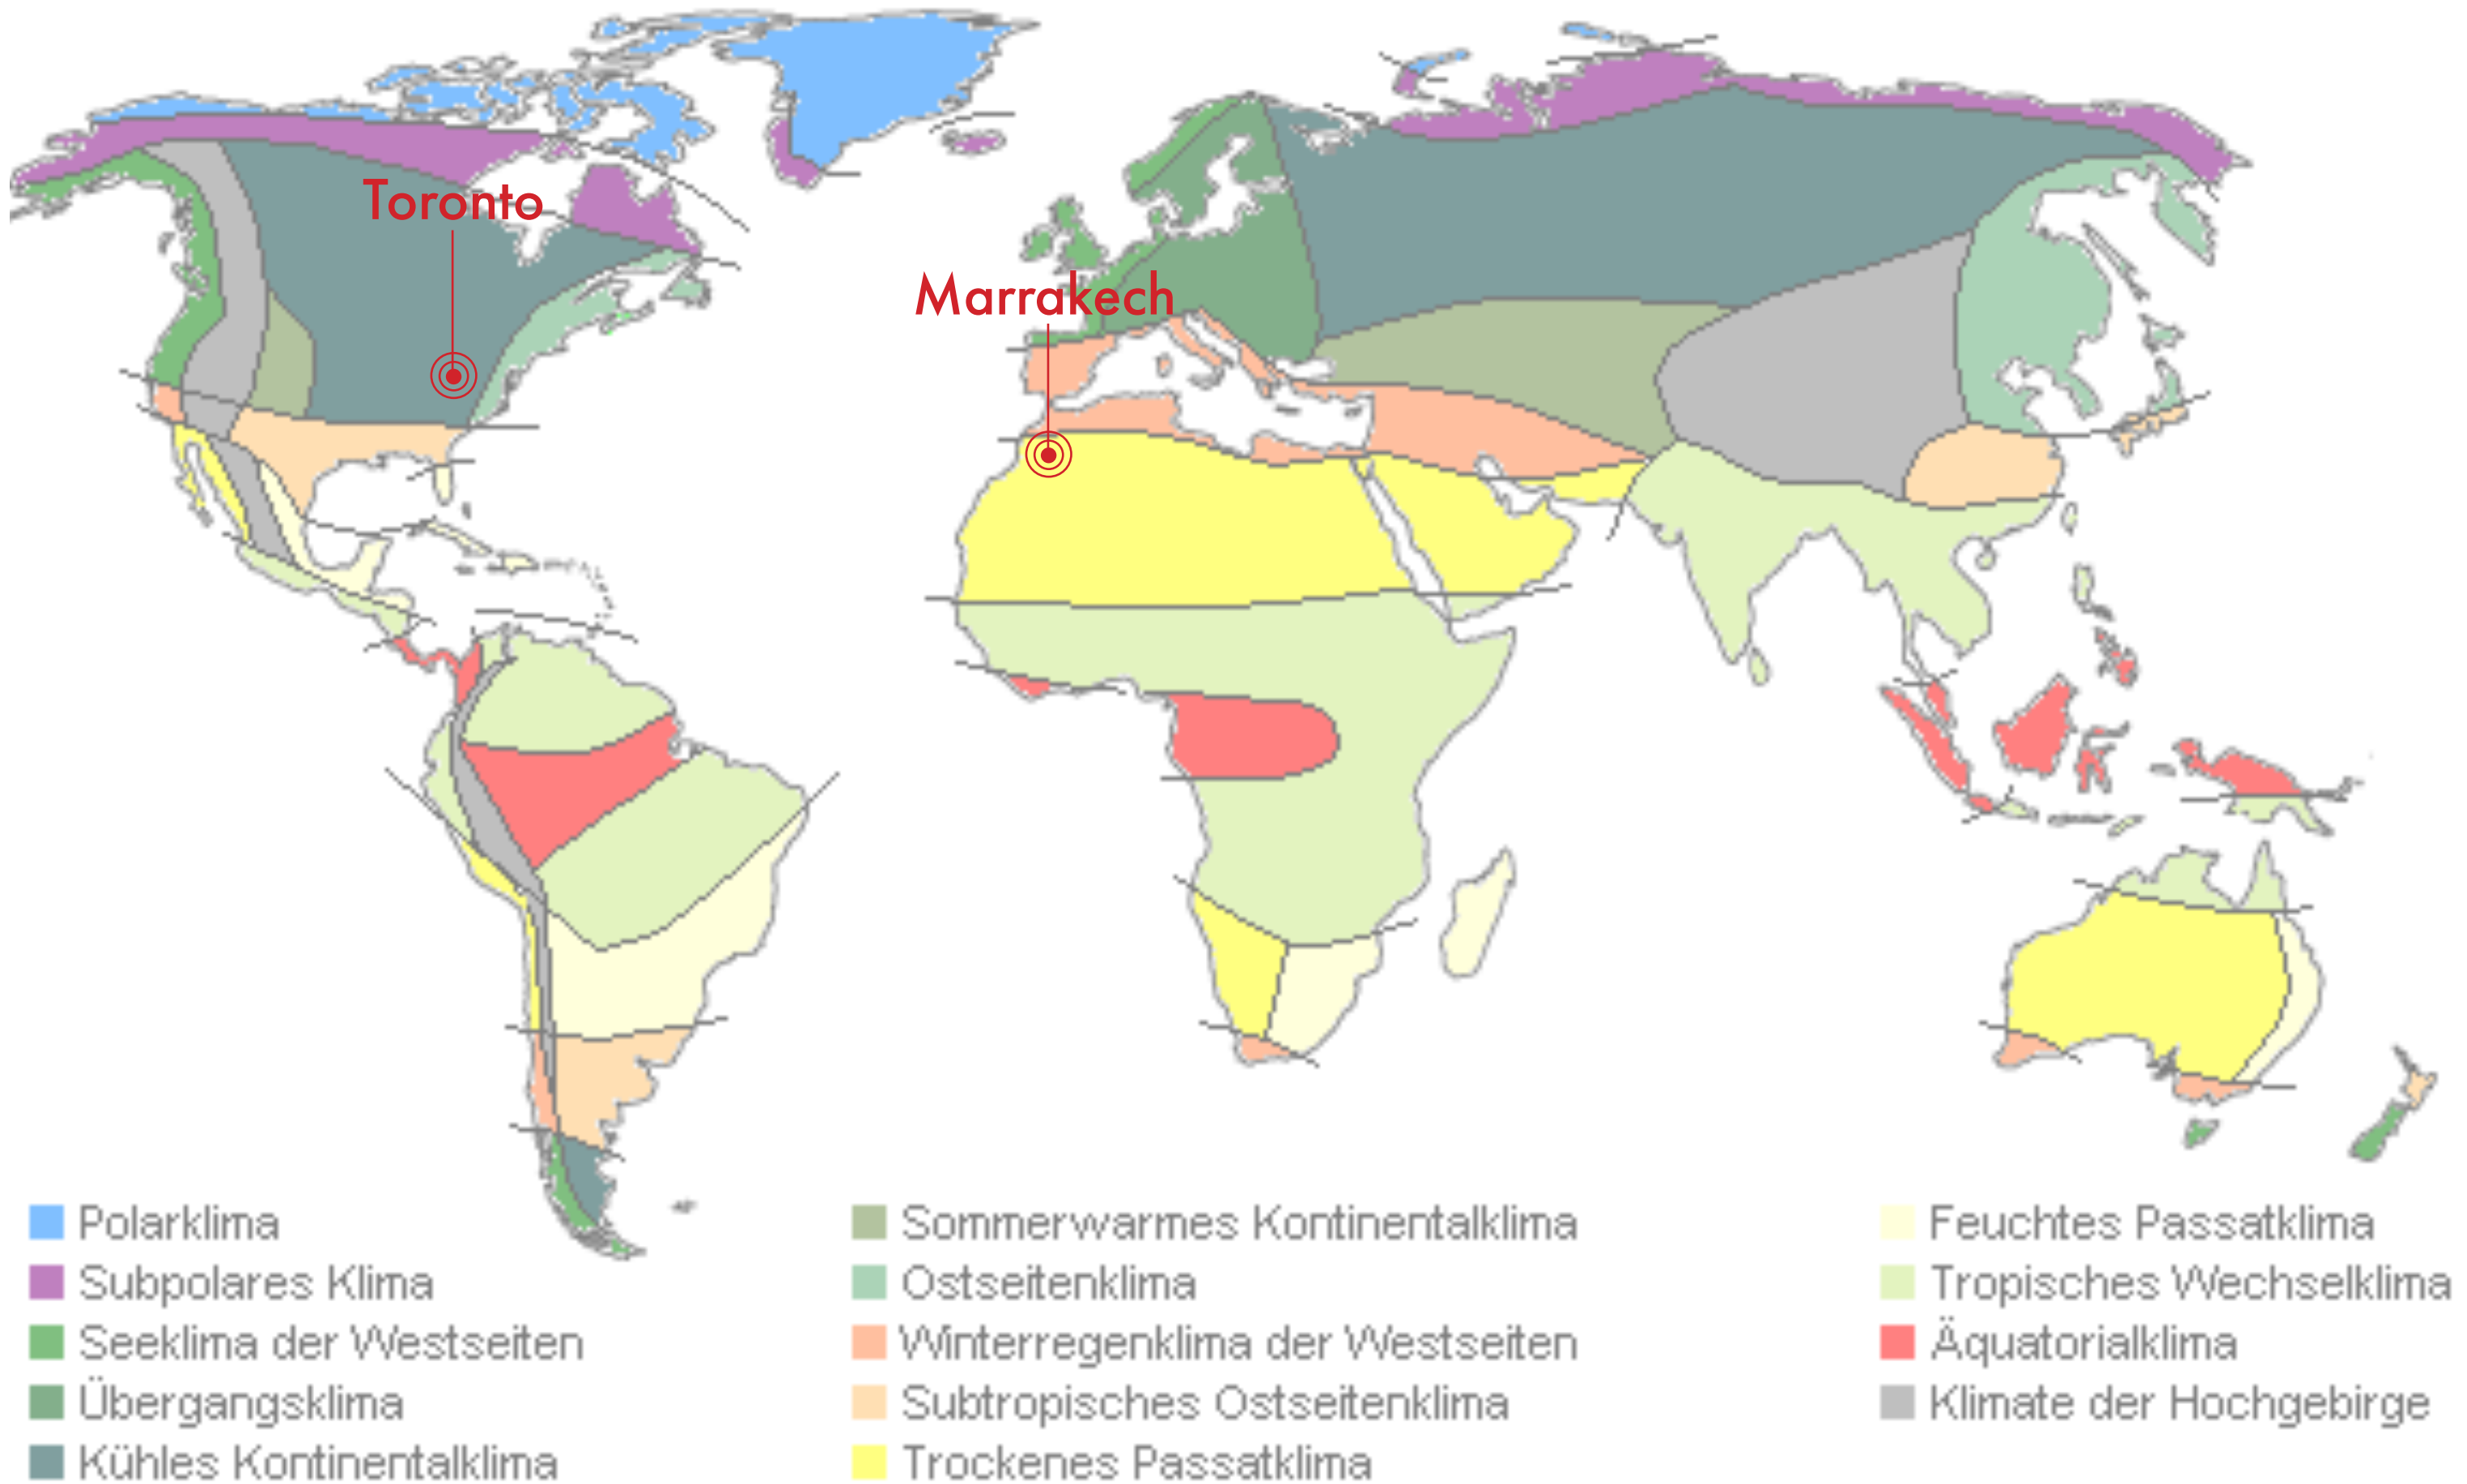 Toronto
Marrakech
Polarklima
Subpolares Klima
Seeklima der Westseiten
Übergangsklima
Kühles Kontinentalklima
Sommerwarmes Kontinentalklima
Ostseitenklima
Winterregenklima der Westseiten
Subtropisches Ostseitenklima
Trockenes Passatklima
Feuchtes Passatklima
Tropisches Wechselklima
Äquatorialklima
Klimate der Hochgebirge